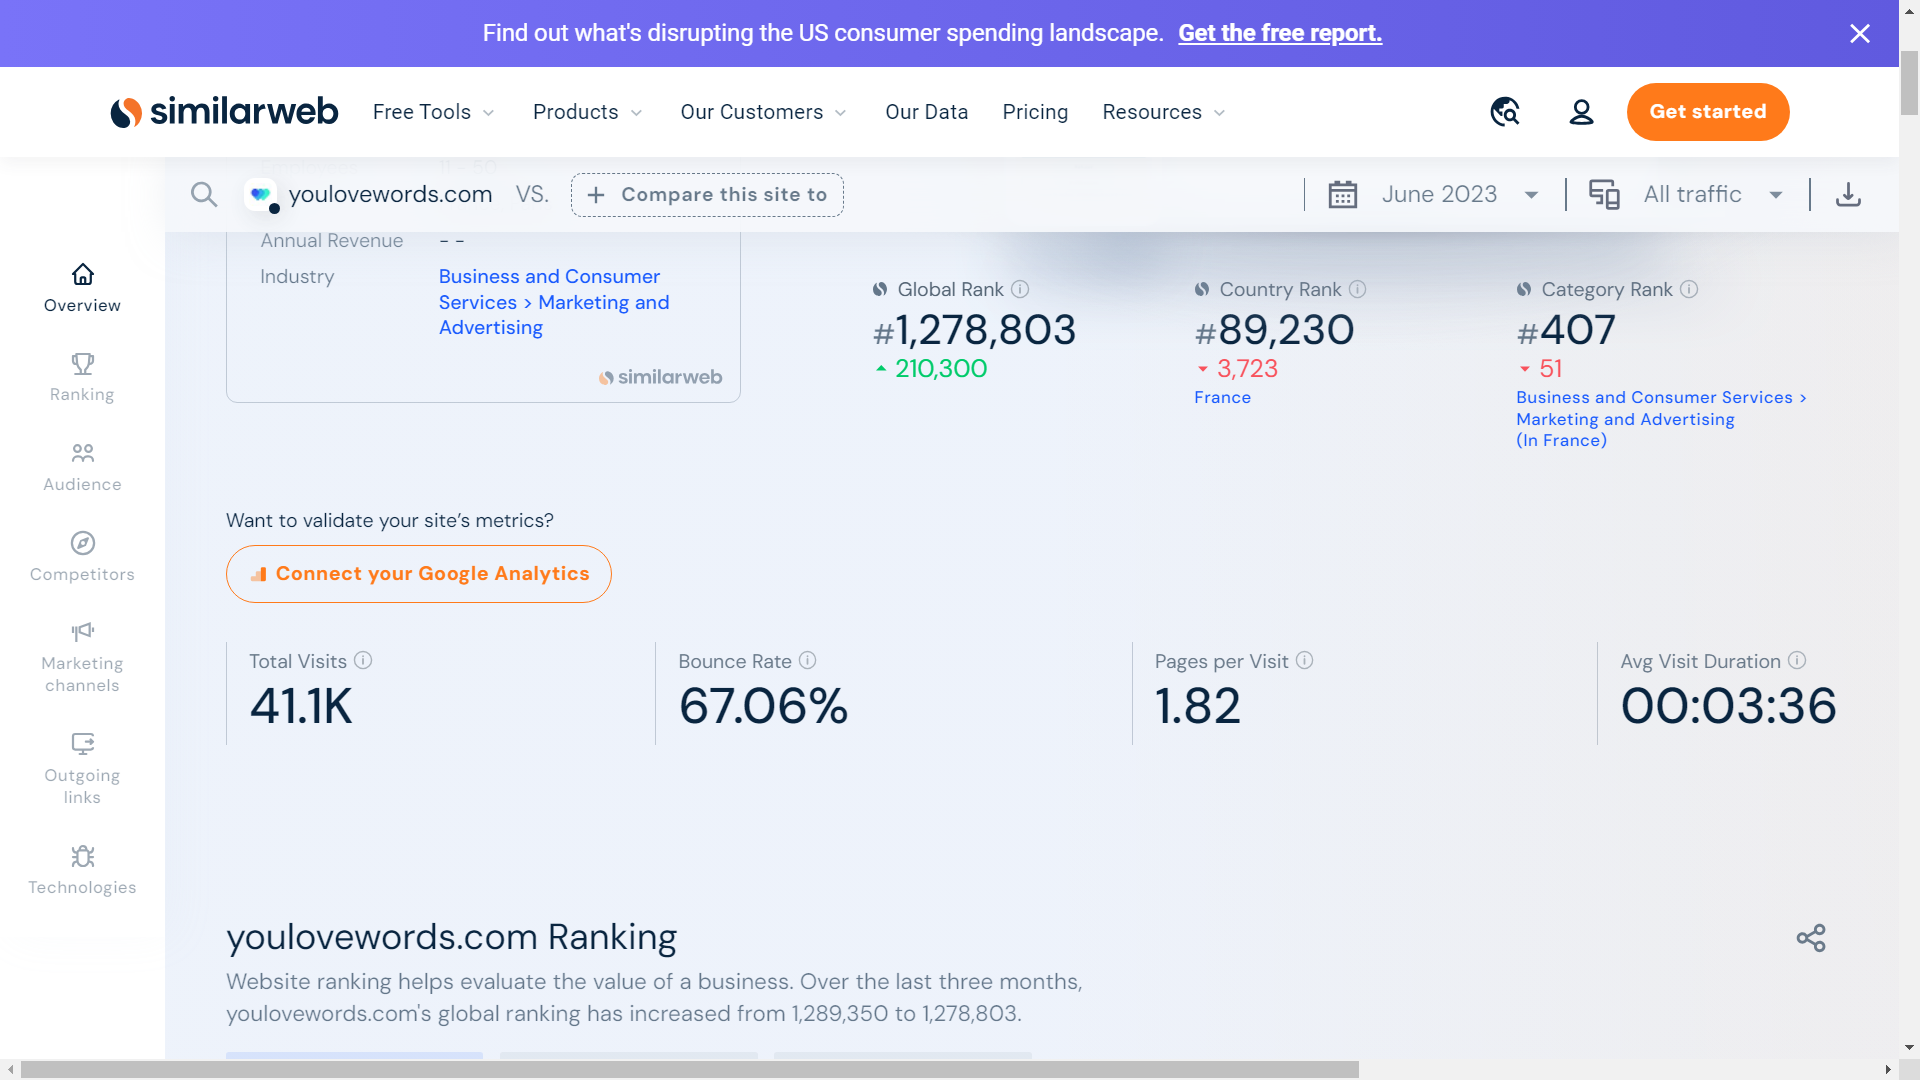 Find out what's disrupting the US consumer spending landscape. Get the free report.
similarweb Free Tools Products Our Customers Our Data Pricing Resources Get started
youlovewords.com VS. + Compare this site to June 2023 All traffic
Annual Revenue - -
Industry Business and Consumer
Services > Marketing and
Advertising
similarweb
Global Rank
#1,278,803
210,300
Country Rank
#89,230
3,723
France
Category Rank
#407
51
Business and Consumer Services >
Marketing and Advertising
(In France)
Overview
Ranking
Audience
Competitors
Marketing
channels
Outgoing
links
Technologies
Want to validate your site’s metrics?
Connect your Google Analytics
Total Visits
41.1K
Bounce Rate
67.06%
Pages per Visit
1.82
Avg Visit Duration
00:03:36
youlovewords.com Ranking
Website ranking helps evaluate the value of a business. Over the last three months,
youlovewords.com's global ranking has increased from 1,289,350 to 1,278,803.